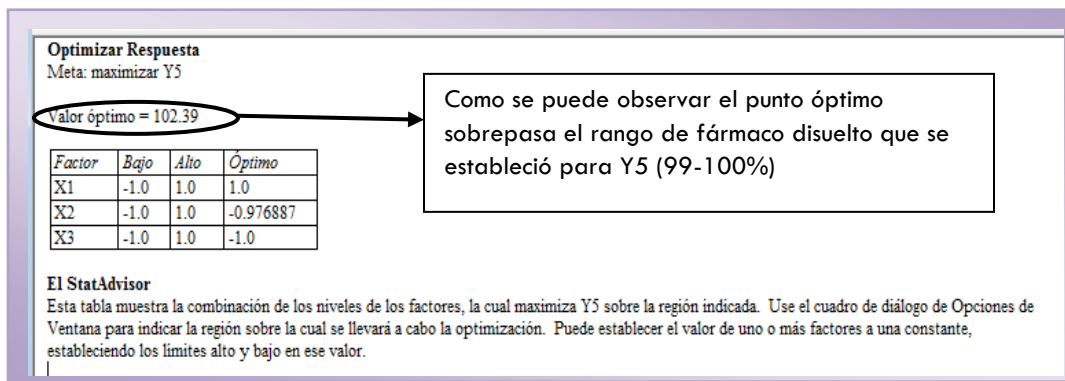 Optimizar Respuesta
Meta: maximizar Y5
Valor óptimo = 102.39
Como se puede observar el punto óptimo
sobrepasa el rango de fármaco disuelto que se
estableció para Y5 (99-100%)
Factor Bajo Alto Óptimo
X1 -1.0 1.0 1.0
X2 -1.0 1.0 -0.976887
X3 -1.0 1.0 -1.0
El StatAdvisor
Esta tabla muestra la combinación de los niveles de los factores, la cual maximiza Y5 sobre la región indicada. Use el cuadro de diálogo de Opciones de
Ventana para indicar la región sobre la cual se llevará a cabo la optimización. Puede establecer el valor de uno o más factores a una constante,
estableciendo los límites alto y bajo en ese valor.